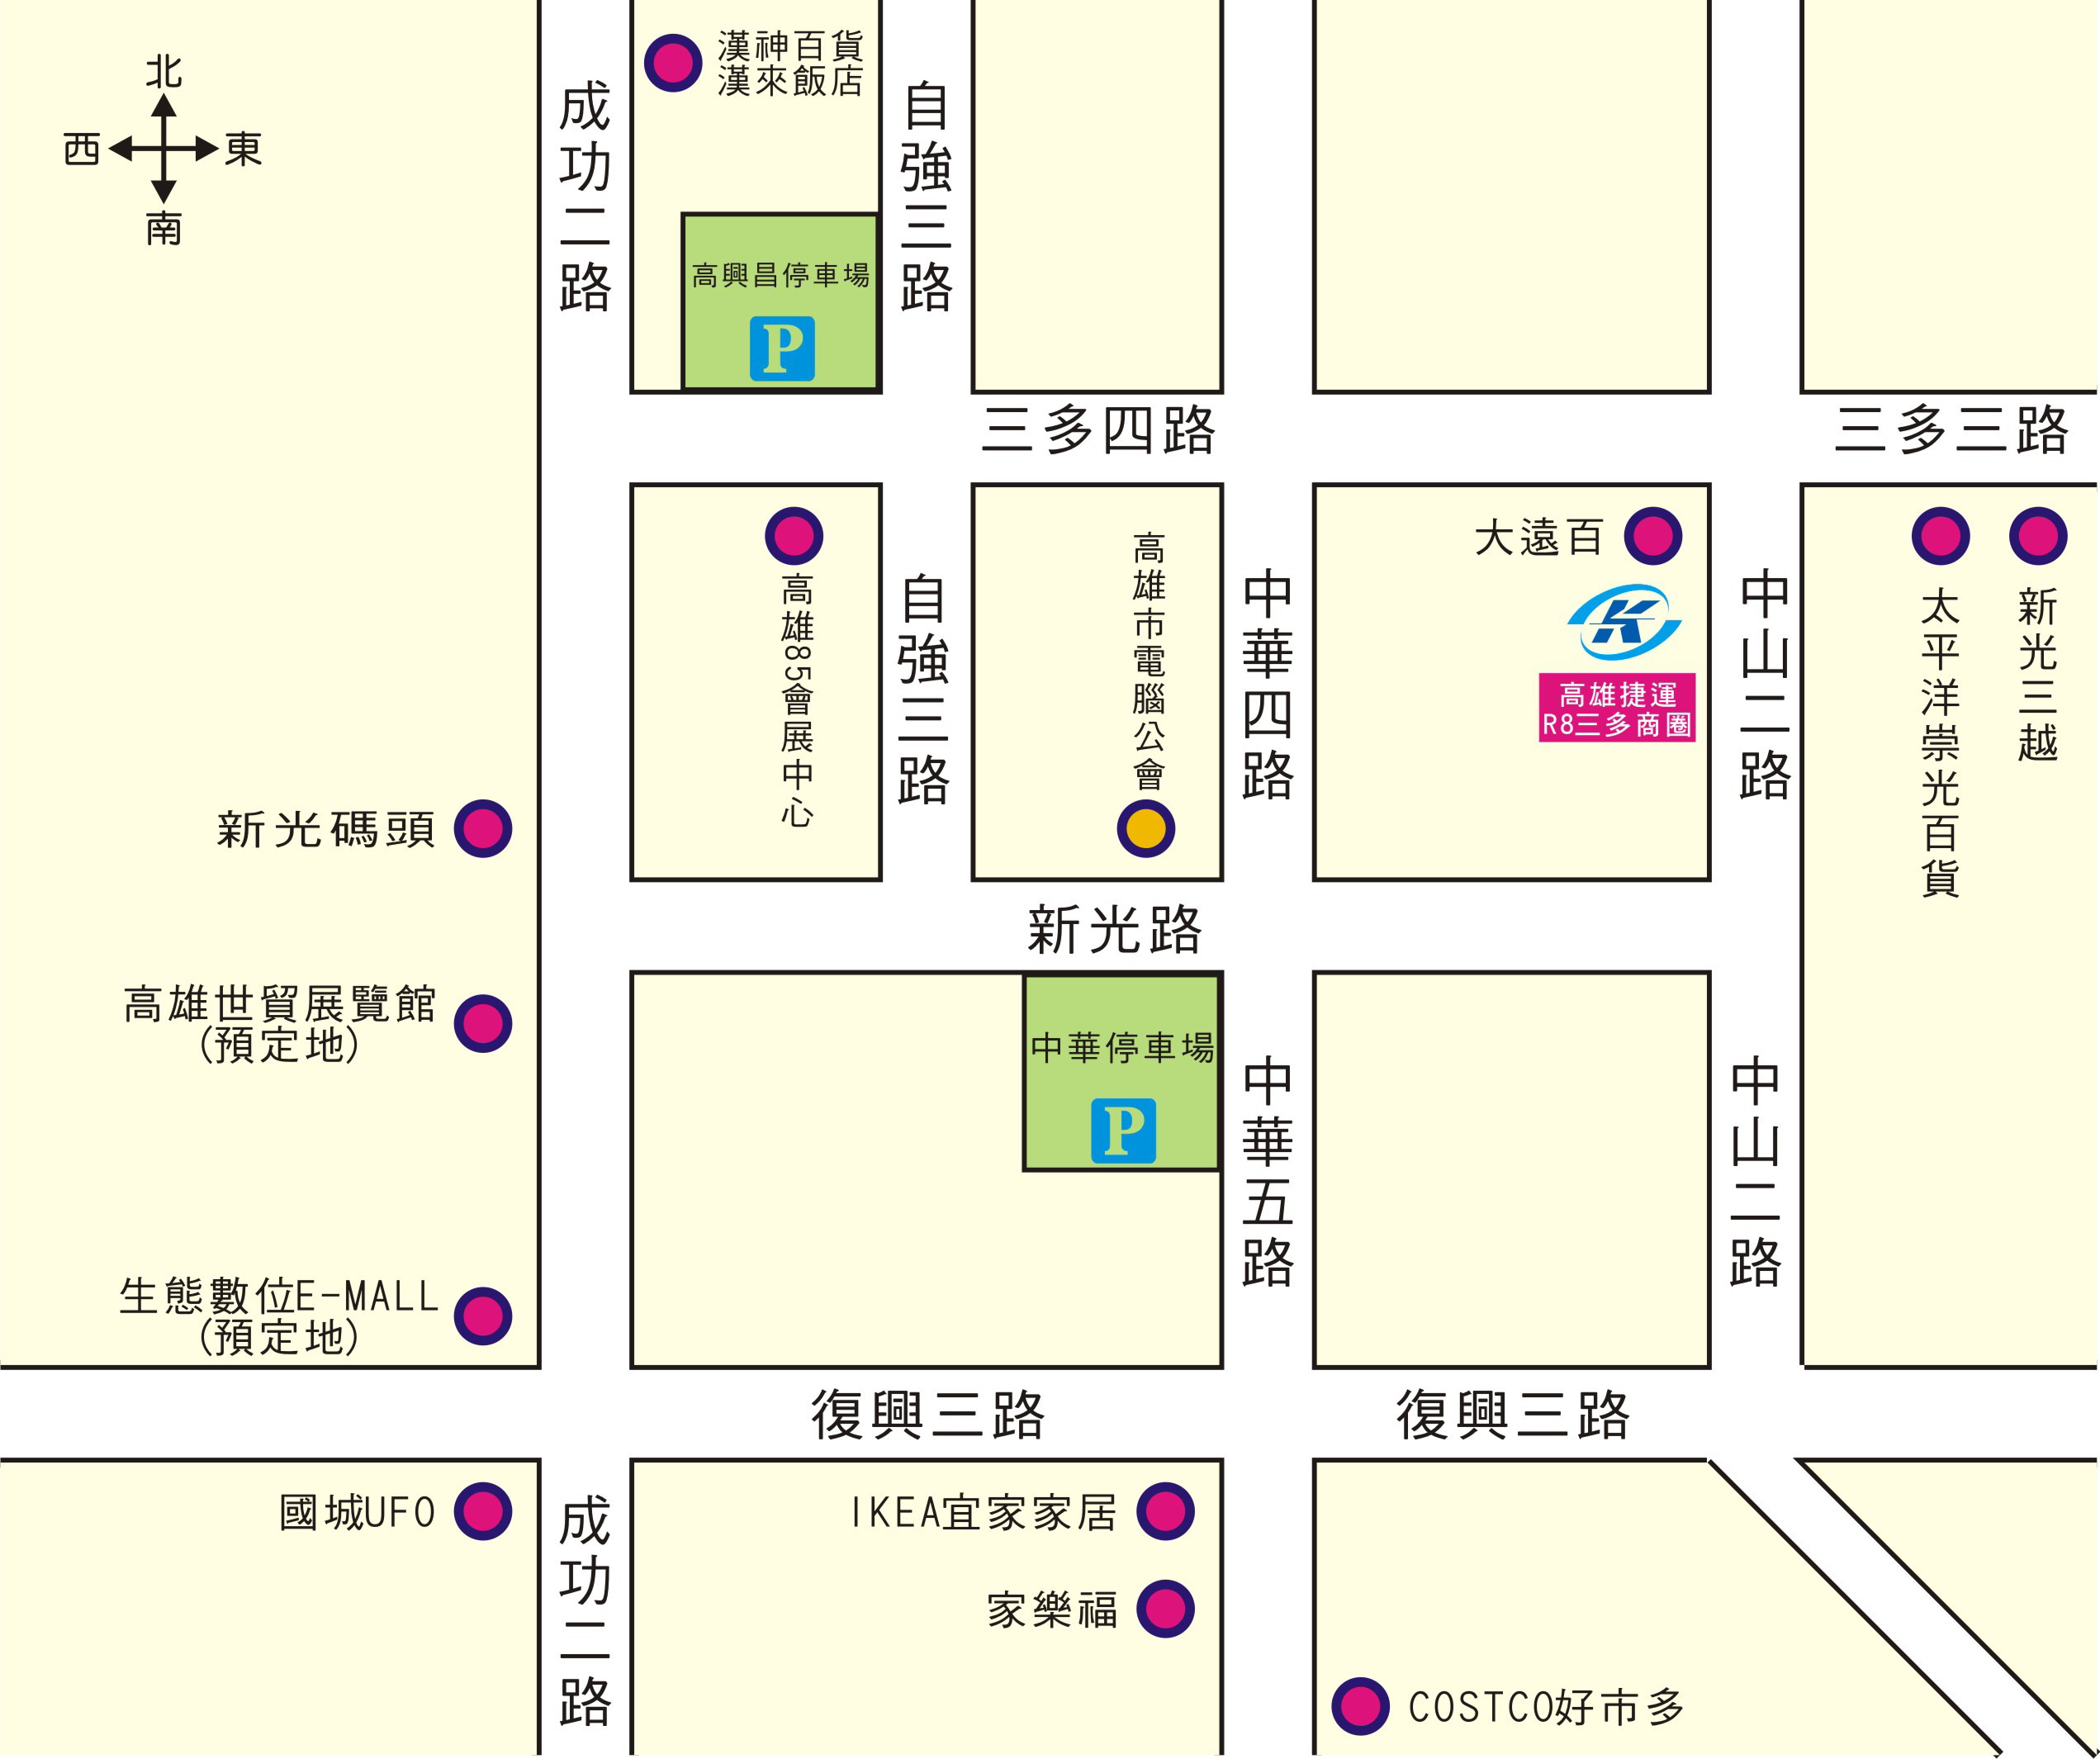 北
西
東
南
成功二路
漢神百貨
漢來飯店
高興昌停車場
P
自強三路
三多四路
三多三路
高雄85會展中心
自強三路
高雄市電腦公會
中華四路
大遠百
高雄捷運
R8三多商圈
中山二路
太平洋崇光百貨
新光三越
新光碼頭
新光路
高雄世貿展覽館
(預定地)
中華停車場
P
中華五路
中山二路
生態數位E-MALL
(預定地)
復興三路
復興三路
國城UFO
成功二路
IKEA宜家家居
家樂福
COSTCO好市多